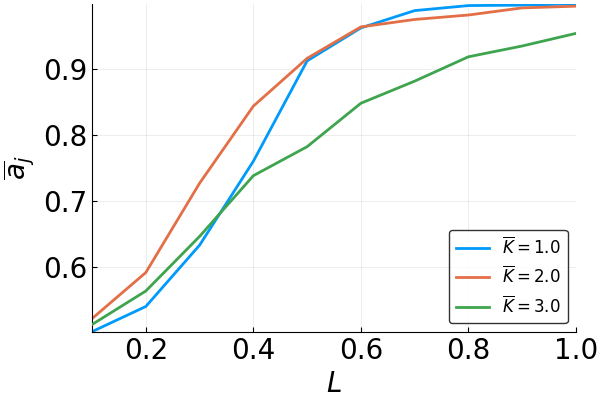 0.9
0.8
0.7
0.6
a̅ⱼ
0.2 0.4 0.6 0.8 1.0
L
K̅ = 1.0
K̅ = 2.0
K̅ = 3.0